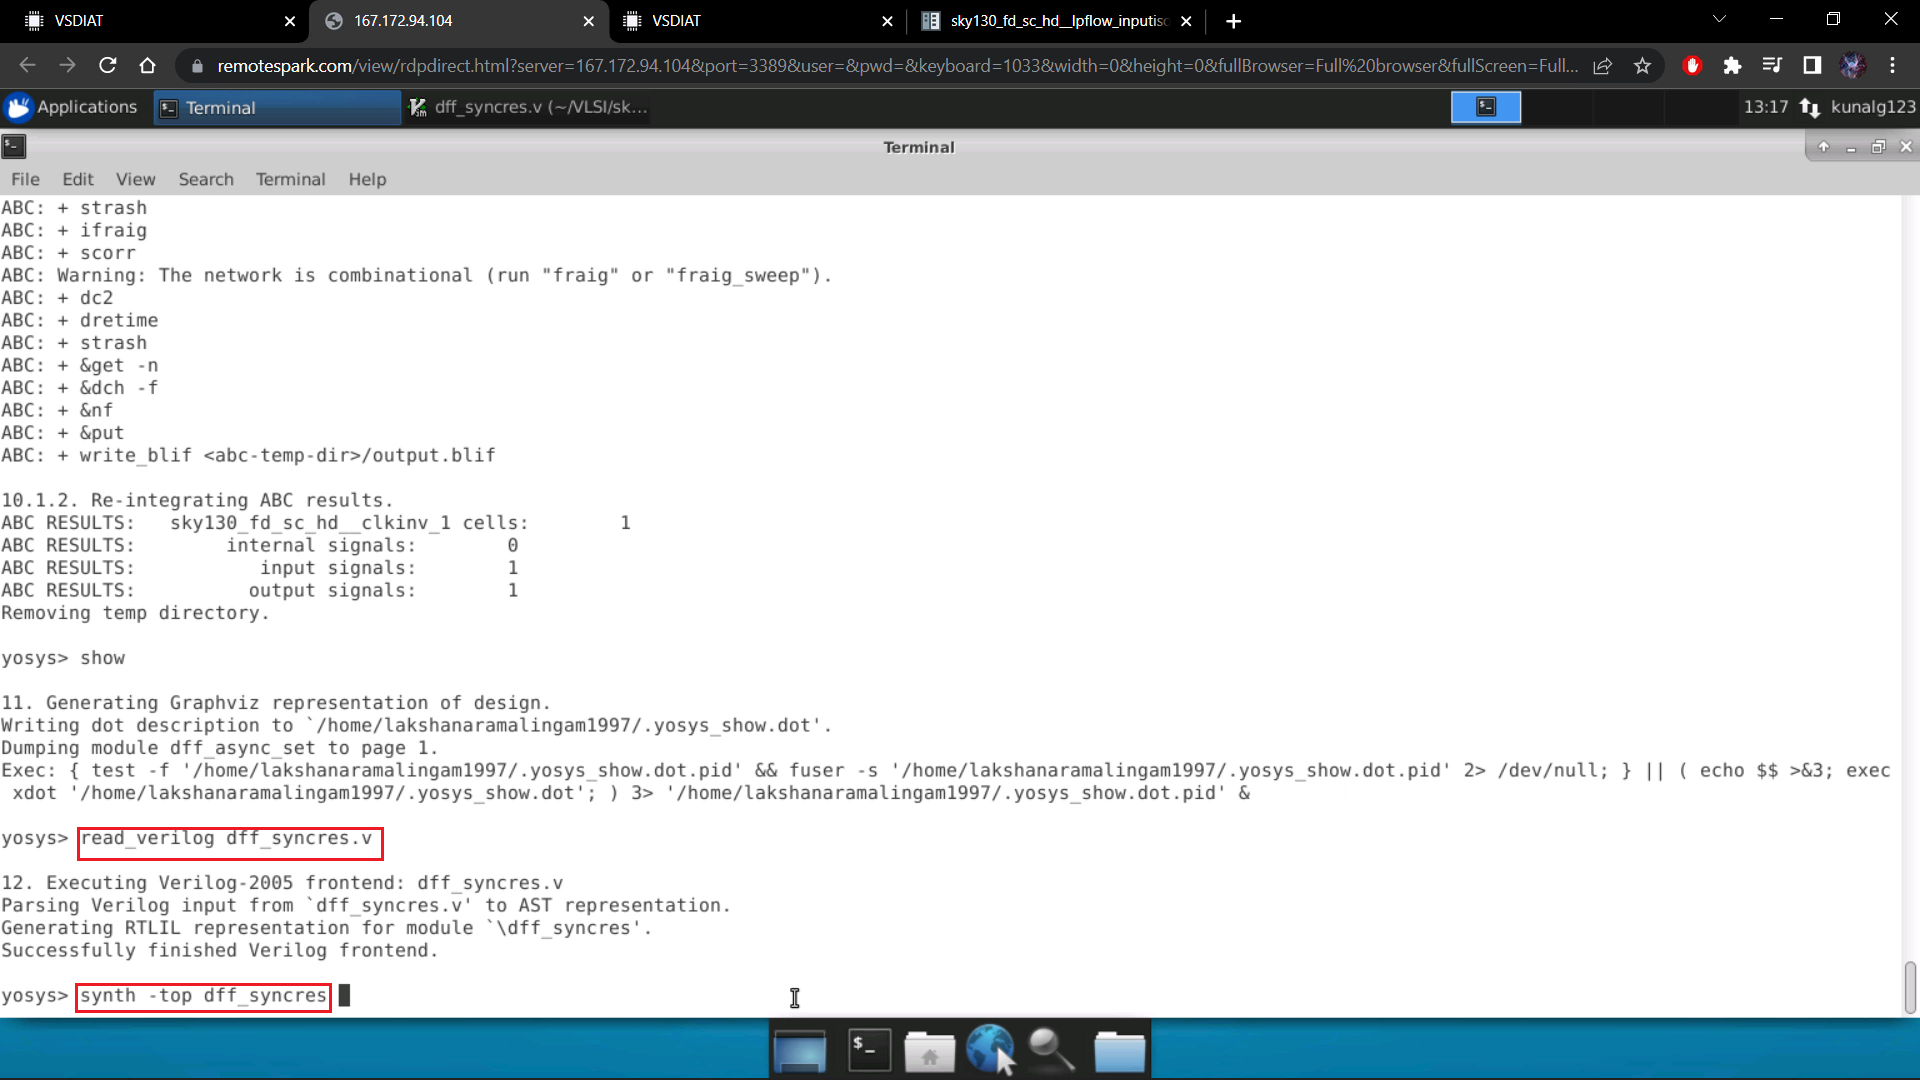 VSDIAT
167.172.94.104
VSDIAT
sky130_fd_sc_hd__lpflow_inputisc
remotespark.com/view/rdpdirect.html?server=167.172.94.104&port=3389&user=&pwd=&keyboard=1033&width=0&height=0&fullBrowser=Full%20browser&fullScreen=Full...
Applications
Terminal
dff_syncres.v (~/VLSI/sk...
13:17
kunalg123
Terminal
File Edit View Search Terminal Help
ABC: + strash
ABC: + ifraig
ABC: + scorr
ABC: Warning: The network is combinational (run "fraig" or "fraig_sweep").
ABC: + dc2
ABC: + dretime
ABC: + strash
ABC: + &get -n
ABC: + &dch -f
ABC: + &nf
ABC: + &put
ABC: + write_blif <abc-temp-dir>/output.blif
10.1.2. Re-integrating ABC results.
ABC RESULTS:   sky130_fd_sc_hd__clkinv_1 cells:        1
ABC RESULTS:        internal signals:        0
ABC RESULTS:           input signals:        1
ABC RESULTS:          output signals:        1
Removing temp directory.
yosys> show
11. Generating Graphviz representation of design.
Writing dot description to `/home/lakshanaramalingam1997/.yosys_show.dot'.
Dumping module dff_async_set to page 1.
Exec: { test -f '/home/lakshanaramalingam1997/.yosys_show.dot.pid' && fuser -s '/home/lakshanaramalingam1997/.yosys_show.dot.pid' 2> /dev/null; } || ( echo $$ >&3; exec
xdot '/home/lakshanaramalingam1997/.yosys_show.dot'; ) 3> '/home/lakshanaramalingam1997/.yosys_show.dot.pid' &
yosys> read_verilog dff_syncres.v
12. Executing Verilog-2005 frontend: dff_syncres.v
Parsing Verilog input from `dff_syncres.v' to AST representation.
Generating RTLIL representation for module `\dff_syncres'.
Successfully finished Verilog frontend.
yosys> synth -top dff_syncres